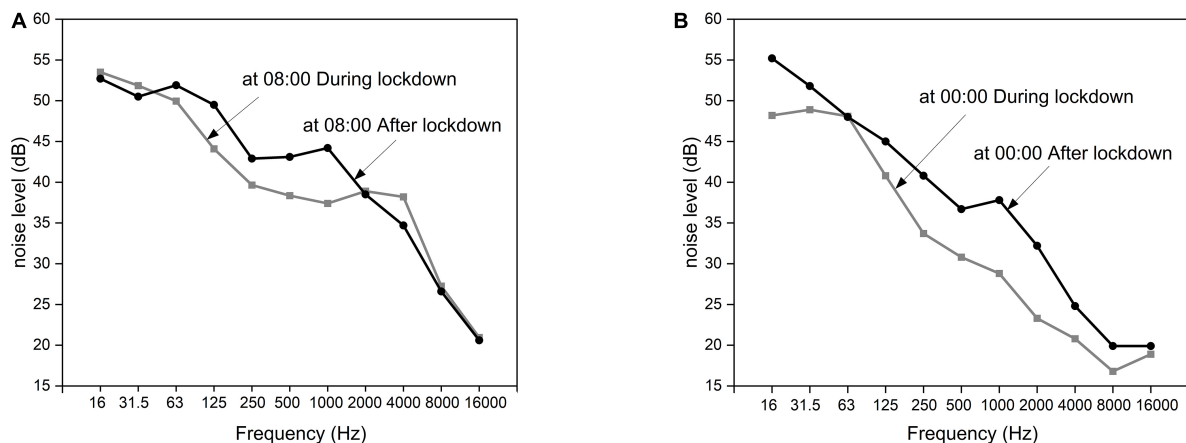 A
60
55
50
45
40
35
30
25
20
15
noise level (dB)
at 08:00 During lockdown
at 08:00 After lockdown
16 31.5 63 125 250 500 1000 2000 4000 8000 16000
Frequency (Hz)
B
60
55
50
45
40
35
30
25
20
15
noise level (dB)
at 00:00 During lockdown
at 00:00 After lockdown
16 31.5 63 125 250 500 1000 2000 4000 8000 16000
Frequency (Hz)